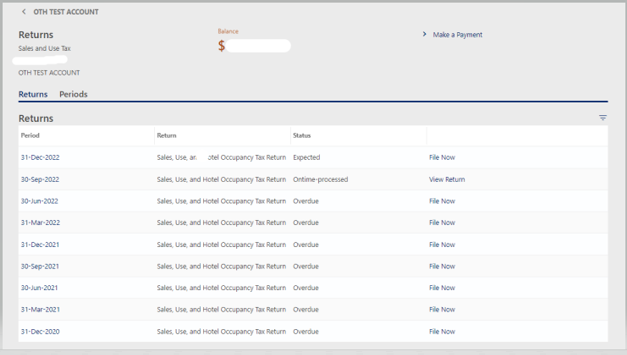 OTH TEST ACCOUNT
Returns
Balance
Make a Payment
Sales and Use Tax
$
OTH TEST ACCOUNT
Returns Periods
Returns
Period Return Status
31-Dec-2022 Sales, Use, an Hotel Occupancy Tax Return Expected File Now
30-Sep-2022 Sales, Use, and Hotel Occupancy Tax Return Ontime-processed View Return
30-Jun-2022 Sales, Use, and Hotel Occupancy Tax Return Overdue File Now
31-Mar-2022 Sales, Use, and Hotel Occupancy Tax Return Overdue File Now
31-Dec-2021 Sales, Use, and Hotel Occupancy Tax Return Overdue File Now
30-Sep-2021 Sales, Use, and Hotel Occupancy Tax Return Overdue File Now
30-Jun-2021 Sales, Use, and Hotel Occupancy Tax Return Overdue File Now
31-Mar-2021 Sales, Use, and Hotel Occupancy Tax Return Overdue File Now
31-Dec-2020 Sales, Use, and Hotel Occupancy Tax Return Overdue File Now